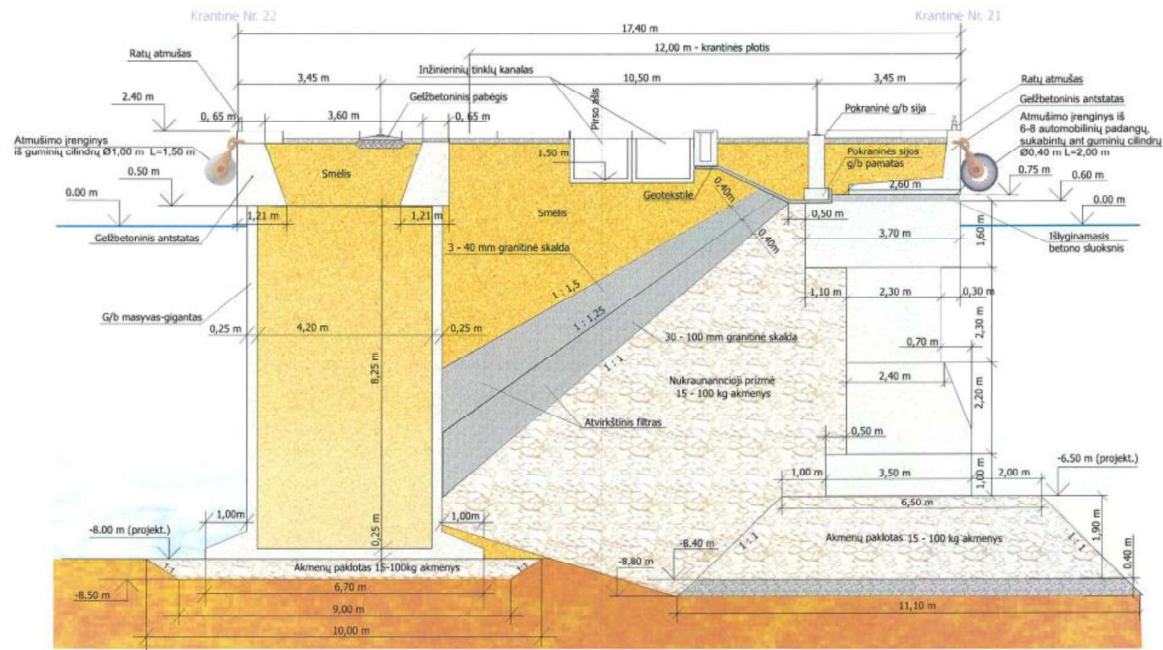 Krantinė Nr. 22
Krantinė Nr. 21
17,40 m
12,00 m - krantinės plotis
Ratų atmušas
Inžinierinių tinklų kanalas
3,45 m
10,50 m
3,45 m
Ratų atmušas
Gelžbetoninis pabėgis
Pirso ašis
Pokraninė g/b sija
Gelžbetoninis antstatas
2.40 m
0, 65 m
3,60 m
0, 65 m
Atmušimo įrenginys iš
6-8 automobilinių padangų,
sukabintų ant guminių cilindrų
Ø0,40 m L=2,00 m
Atmušimo įrenginys
iš guminių cilindrų Ø1,00 m L=1,50 m
1,50 m
Pokraninės sijos
g/b pamatas
Smėlis
2,60 m
0.75 m
0.60 m
0.50 m
Geotekstilė
0.40m
0.00 m
0.00 m
1,21 m
1,21 m
Smėlis
0,50 m
0.40m
1,60 m
Gelžbetoninis antstatas
3,70 m
Išlyginamasis
betono sluoksnis
3 - 40 mm granitinė skalda
1 : 1,5
1,10 m
2,30 m
0,30 m
G/b masyvas-gigantas
1 : 1,25
0,25 m
4,20 m
0,25 m
30 - 100 mm granitinė skalda
2,30 m
0,70 m
1 : 1
8,25 m
Nukraunanncioji prizmė
15 - 100 kg akmenys
2,40 m
2,20 m
Atvirkštinis filtras
0,50 m
1,00 m
3,50 m
2,00 m
1,00 m
-6.50 m (projekt.)
6,50 m
1,00m
1,00m
-8.00 m (projekt.)
0,25 m
1 : 1
Akmenų paklotas 15 - 100 kg akmenys
1 : 1
1,90 m
0,40 m
-8.40 m
-8.80 m
1:1
Akmenų paklotas 15-100kg akmenys
1:1
-8.50 m
6,70 m
9,00 m
11,10 m
10,00 m